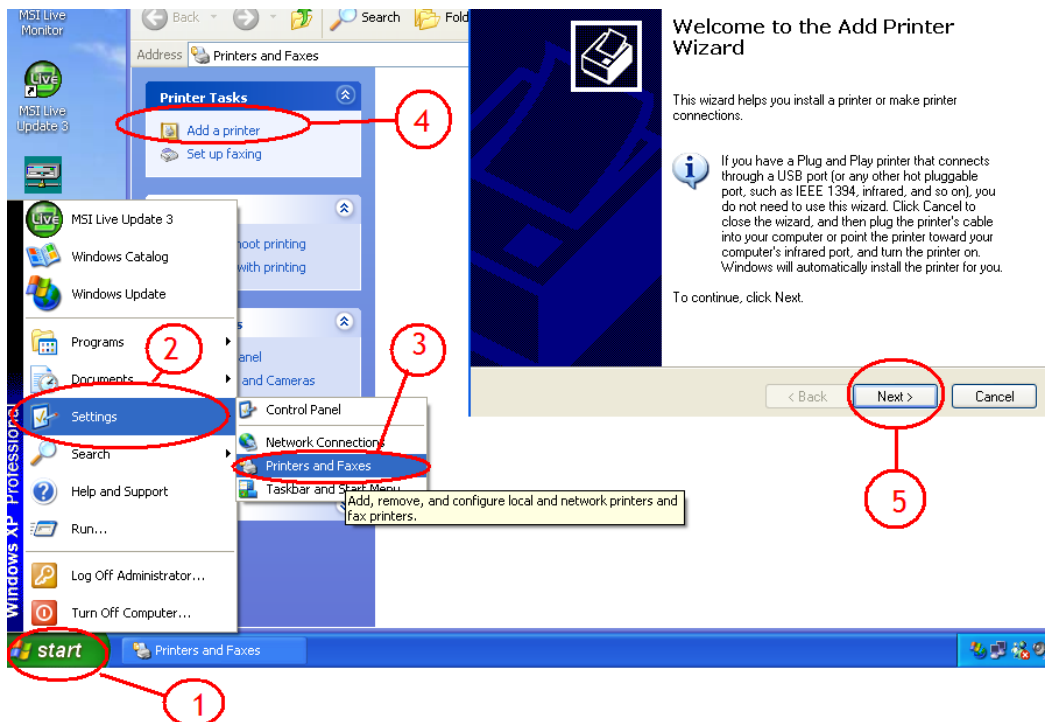 MSI Live
Monitor
Back
Search
Fold
Address
Printers and Faxes
LIVE
MSI Live
Update 3
Printer Tasks
Add a printer
Set up faxing
4
hoot printing
with printing
s
anel
and Cameras
LIVE
MSI Live Update 3
Windows Catalog
Windows Update
Programs
2
Documents
Settings
Search
Help and Support
Run...
Log Off Administrator...
Turn Off Computer...
Windows XP Professional
3
Control Panel
Network Connections
Printers and Faxes
Taskbar and Start Menu
Add, remove, and configure local and network printers and
fax printers.
start
Printers and Faxes
1
Welcome to the Add Printer
Wizard
This wizard helps you install a printer or make printer
connections.
If you have a Plug and Play printer that connects
through a USB port (or any other hot pluggable
port, such as IEEE 1394, infrared, and so on), you
do not need to use this wizard. Click Cancel to
close the wizard, and then plug the printer's cable
into your computer or point the printer toward your
computer's infrared port, and turn the printer on.
Windows will automatically install the printer for you.
To continue, click Next.
< Back
Next >
Cancel
5